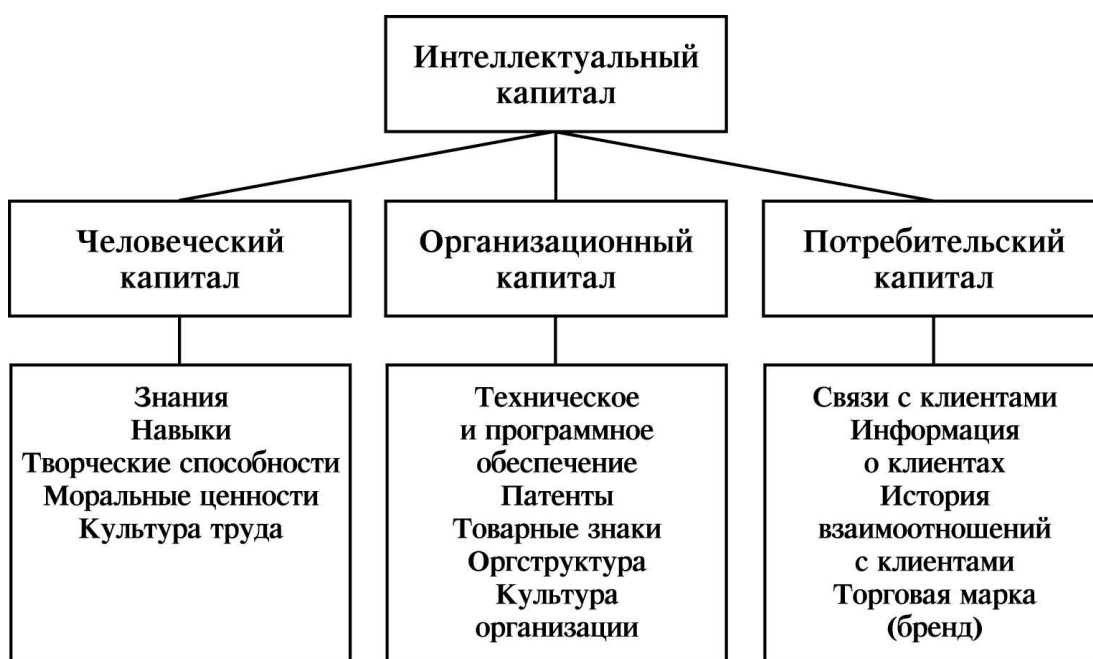 Интеллектуальный
капитал
Человеческий
капитал
Организационный
капитал
Потребительский
капитал
Знания
Навыки
Творческие способности
Моральные ценности
Культура труда
Техническое
и программное
обеспечение
Патенты
Товарные знаки
Оргструктура
Культура
организации
Связи с клиентами
Информация
о клиентах
История
взаимоотношений
с клиентами
Торговая марка
(бренд)